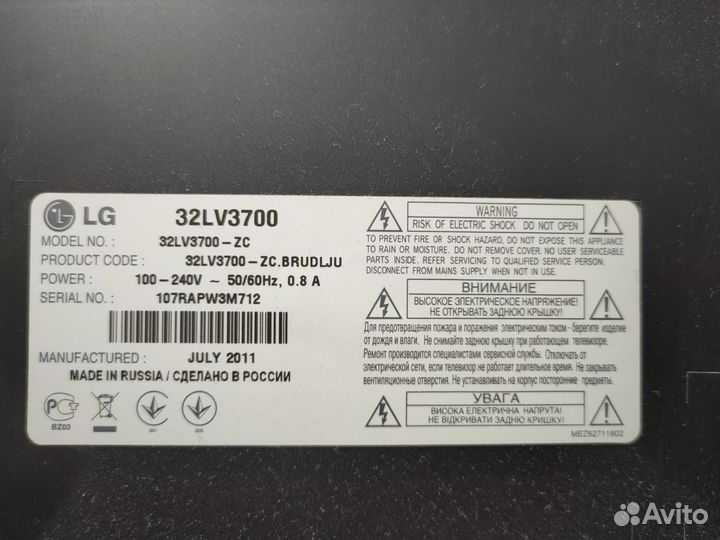 LG 32LV3700
MODEL NO. : 32LV3700-ZC
PRODUCT CODE : 32LV3700-ZC.BRUDLJU
POWER : 100-240V ~ 50/60Hz, 0.8 A
SERIAL NO. : 107RAPW3M712
MANUFACTURED : JULY 2011
MADE IN RUSSIA / СДЕЛАНО В РОССИИ
BZ03
001
003
WARNING
RISK OF ELECTRIC SHOCK DO NOT OPEN
TO PREVENT FIRE OR SHOCK HAZARD, DO NOT EXPOSE THIS APPLIANCE
TO RAIN OR MOISTURE. DO NOT REMOVE COVER. NO USER SERVICEABLE
PARTS INSIDE. REFER SERVICING TO QUALIFIED SERVICE PERSONAL.
DISCONNECT FROM MAINS SUPPLY WHEN NOT IN USE.
ВНИМАНИЕ
ВЫСОКОЕ ЭЛЕКТРИЧЕСКОЕ НАПРЯЖЕНИЕ!
НЕ ОТКРЫВАТЬ ЗАДНЮЮ КРЫШКУ!
Для предотвращения пожара и поражения электрическим током - берегите изделие
от дождя и влаги. Не снимайте заднюю крышку при работающем телевизоре.
Ремонт производится специалистами сервисной службы. Отключать от
электрической сети, если телевизор не работает длительное время. Не закрывать
вентиляционные отверстия. Не устанавливать на корпус посторонние предметы.
УВАГА
ВИСОКА ЕЛЕКТРИЧНА НАПРУГА!
НЕ ВІДКРИВАТИ ЗАДНЮ КРИШКУ!
MEZ62711802
Avito